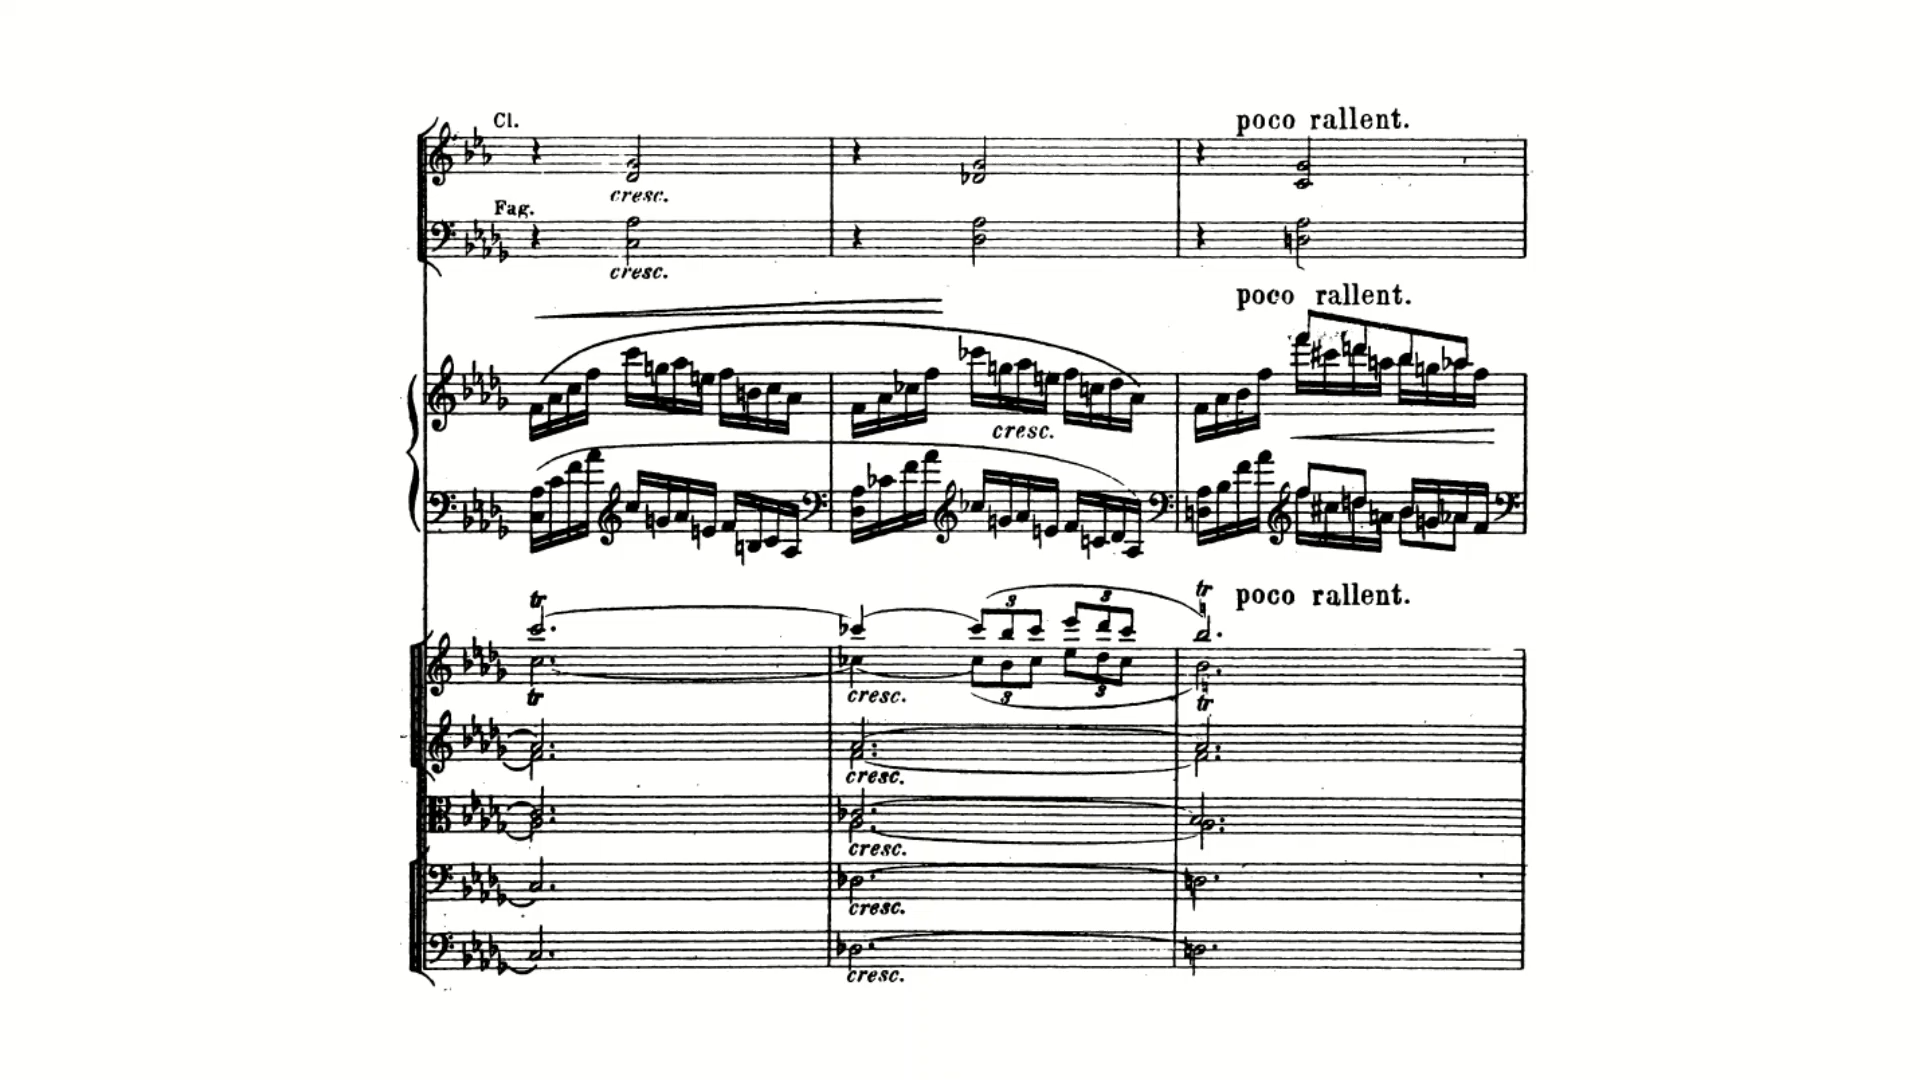 Cl.
poco rallent.
cresc.
Fag.
cresc.
poco rallent.
cresc.
tr
3
3
tr
poco rallent.
tr
cresc.
3
3
tr
cresc.
cresc.
cresc.
cresc.